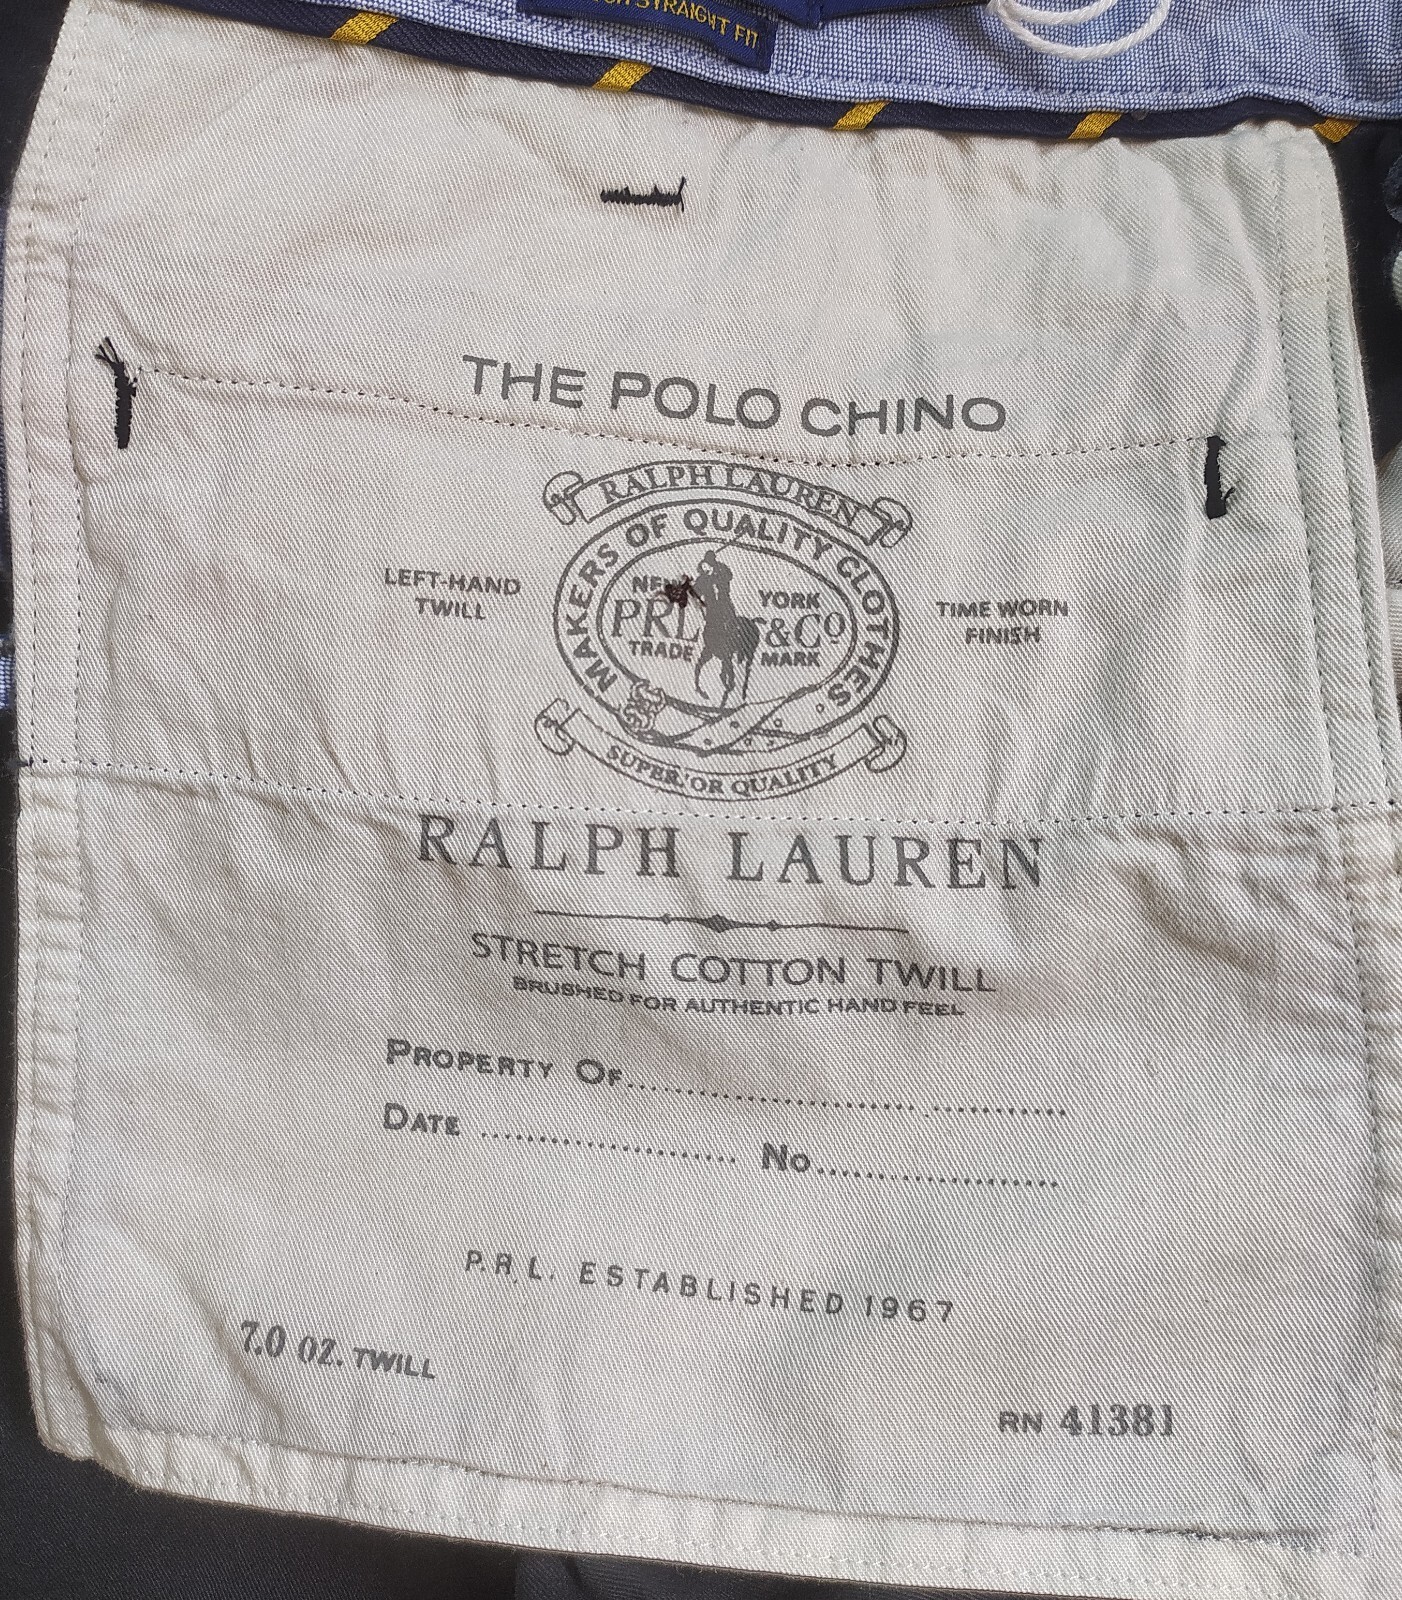 STRAIGHT FIT
THE POLO CHINO
RALPH LAUREN
MAKERS OF QUALITY CLOTHES
LEFT-HAND
TWILL
NEW YORK
PRL &Co
TRADE MARK
TIME WORN
FINISH
SUPERIOR QUALITY
RALPH LAUREN
STRETCH COTTON TWILL
BRUSHED FOR AUTHENTIC HAND FEEL
PROPERTY OF
DATE No
P.R.L. ESTABLISHED 1967
7.0 OZ. TWILL
RN 41381